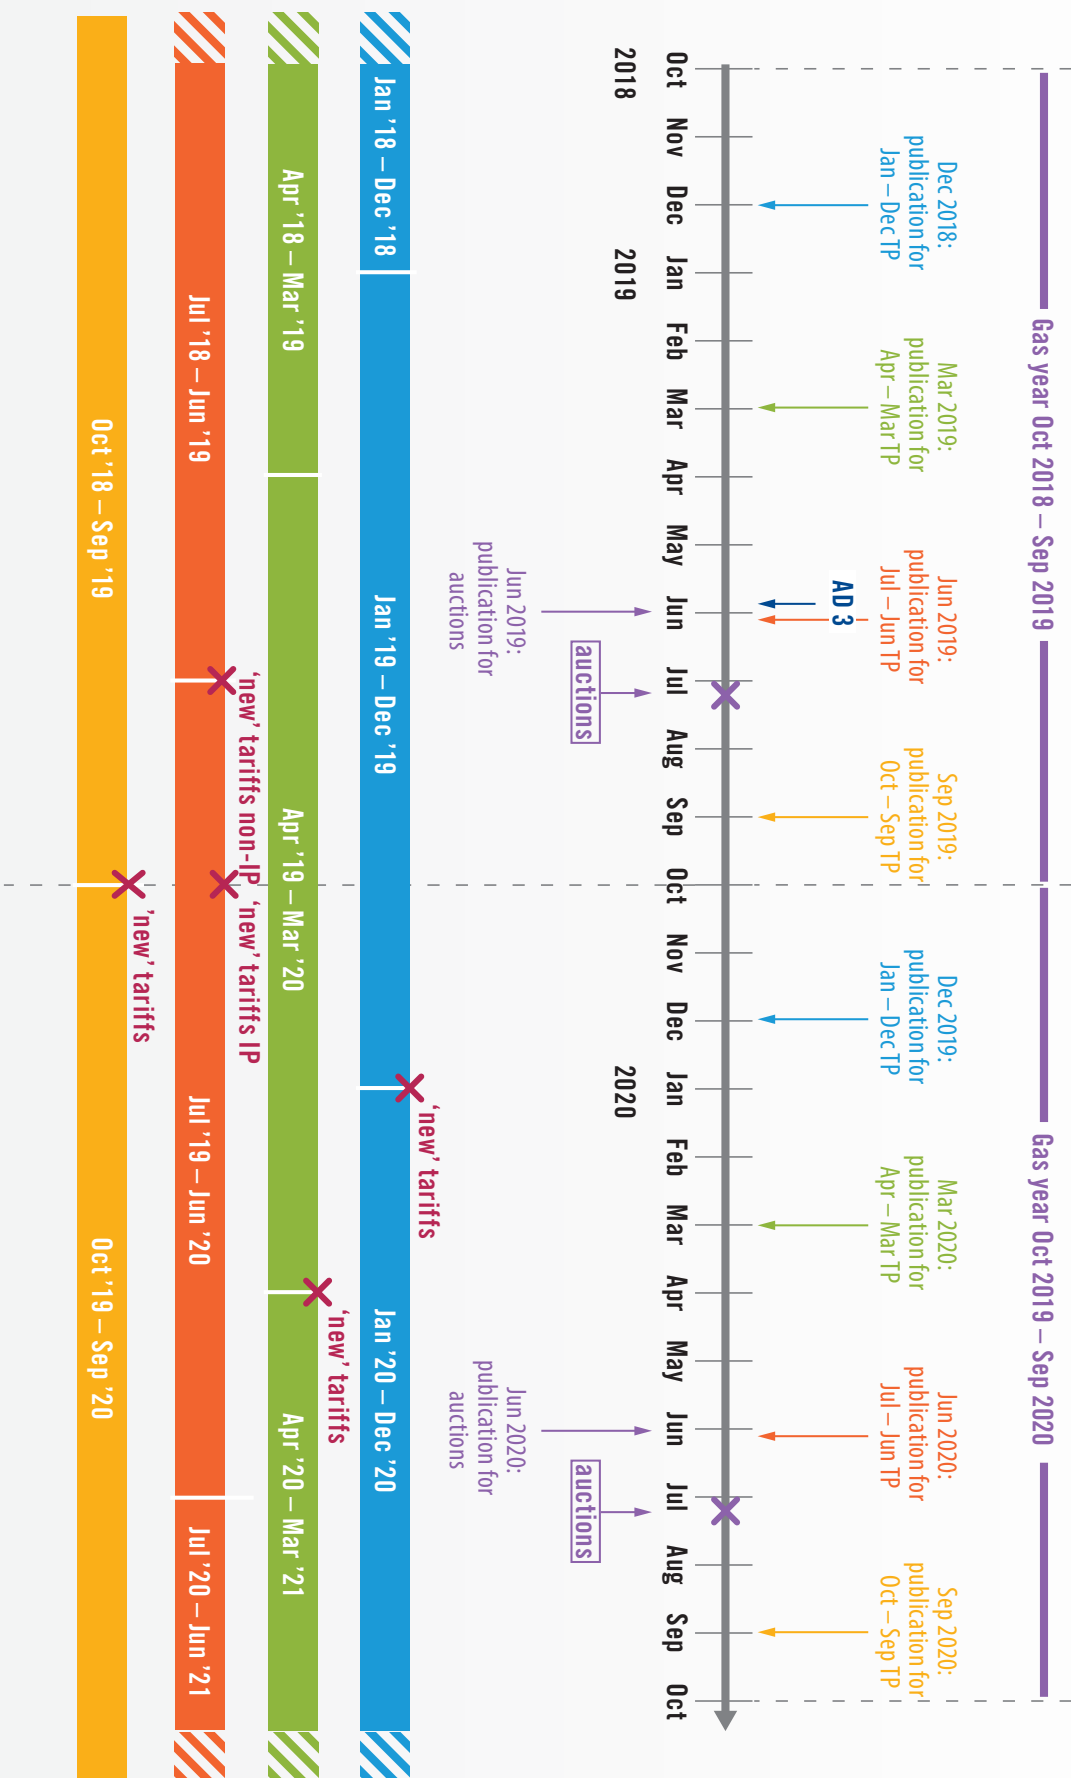 Gas year Oct 2018 – Sep 2019
Gas year Oct 2019 – Sep 2020
Dec 2018:
publication for
Jan – Dec TP
Mar 2019:
publication for
Apr – Mar TP
Jun 2019:
publication for
Jul – Jun TP
Sep 2019:
publication for
Oct – Sep TP
Dec 2019:
publication for
Jan – Dec TP
Mar 2020:
publication for
Apr – Mar TP
Jun 2020:
publication for
Jul – Jun TP
Sep 2020:
publication for
Oct – Sep TP
AD 3
Oct Nov Dec Jan Feb Mar Apr May Jun Jul Aug Sep Oct Nov Dec Jan Feb Mar Apr May Jun Jul Aug Sep Oct
2018 2019 2020
auctions
auctions
Jun 2019:
publication for
auctions
Jun 2020:
publication for
auctions
‘new’ tariffs
Jan ’18 – Dec ’18
Jan ’19 – Dec ’19
Jan ’20 – Dec ’20
‘new’ tariffs
Apr ’18 – Mar ’19
Apr ’19 – Mar ’20
Apr ’20 – Mar ’21
‘new’ tariffs non-IP
‘new’ tariffs IP
Jul ’18 – Jun ’19
Jul ’19 – Jun ’20
Jul ’20 – Jun ’21
’new’ tariffs
Oct ’18 – Sep ’19
Oct ’19 – Sep ’20